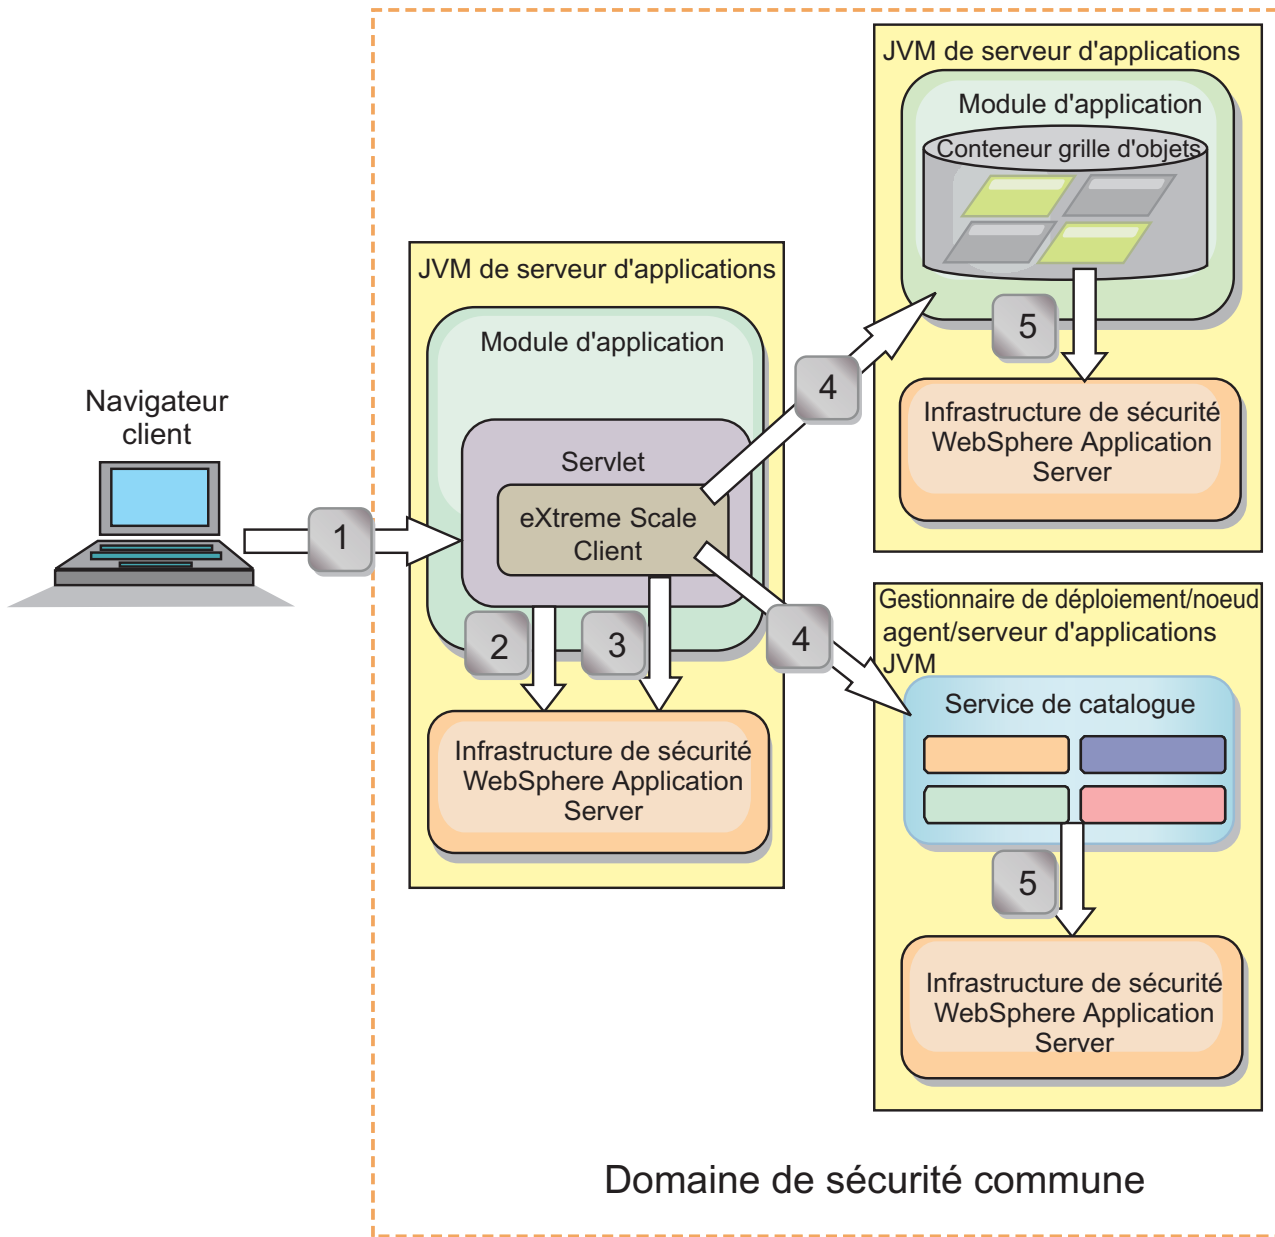 JVM de serveur d'applications
Module d'application
Conteneur grille d'objets
5
Infrastructure de sécurité
WebSphere Application
Server
JVM de serveur d'applications
Module d'application
Servlet
eXtreme Scale
Client
4
Navigateur
client
1
2
3
4
Infrastructure de sécurité
WebSphere Application
Server
Gestionnaire de déploiement/noeud
agent/serveur d'applications
JVM
Service de catalogue
5
Infrastructure de sécurité
WebSphere Application
Server
Domaine de sécurité commune